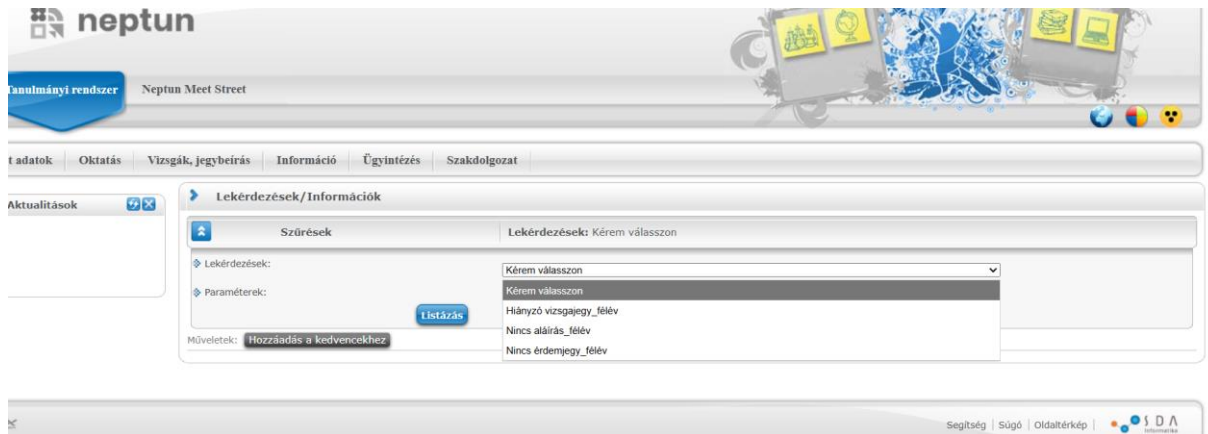 neptun
Tanulmányi rendszer Neptun Meet Street
t adatok Oktatás Vizsgák, jegybeírás Információ Ügyintézés Szakdolgozat
Aktualitások
Lekérdezések/Információk
Szűrések Lekérdezések: Kérem válasszon
Lekérdezések: Kérem válasszon
Paraméterek: Kérem válasszon
Hiányzó vizsgajegy_félév
Listázás
Nincs aláírás_félév
Műveletek: Hozzáadás a kedvencekhez
Nincs érdemjegy_félév
Segítség | Súgó | Oldaltérkép |
SDA
Informatika